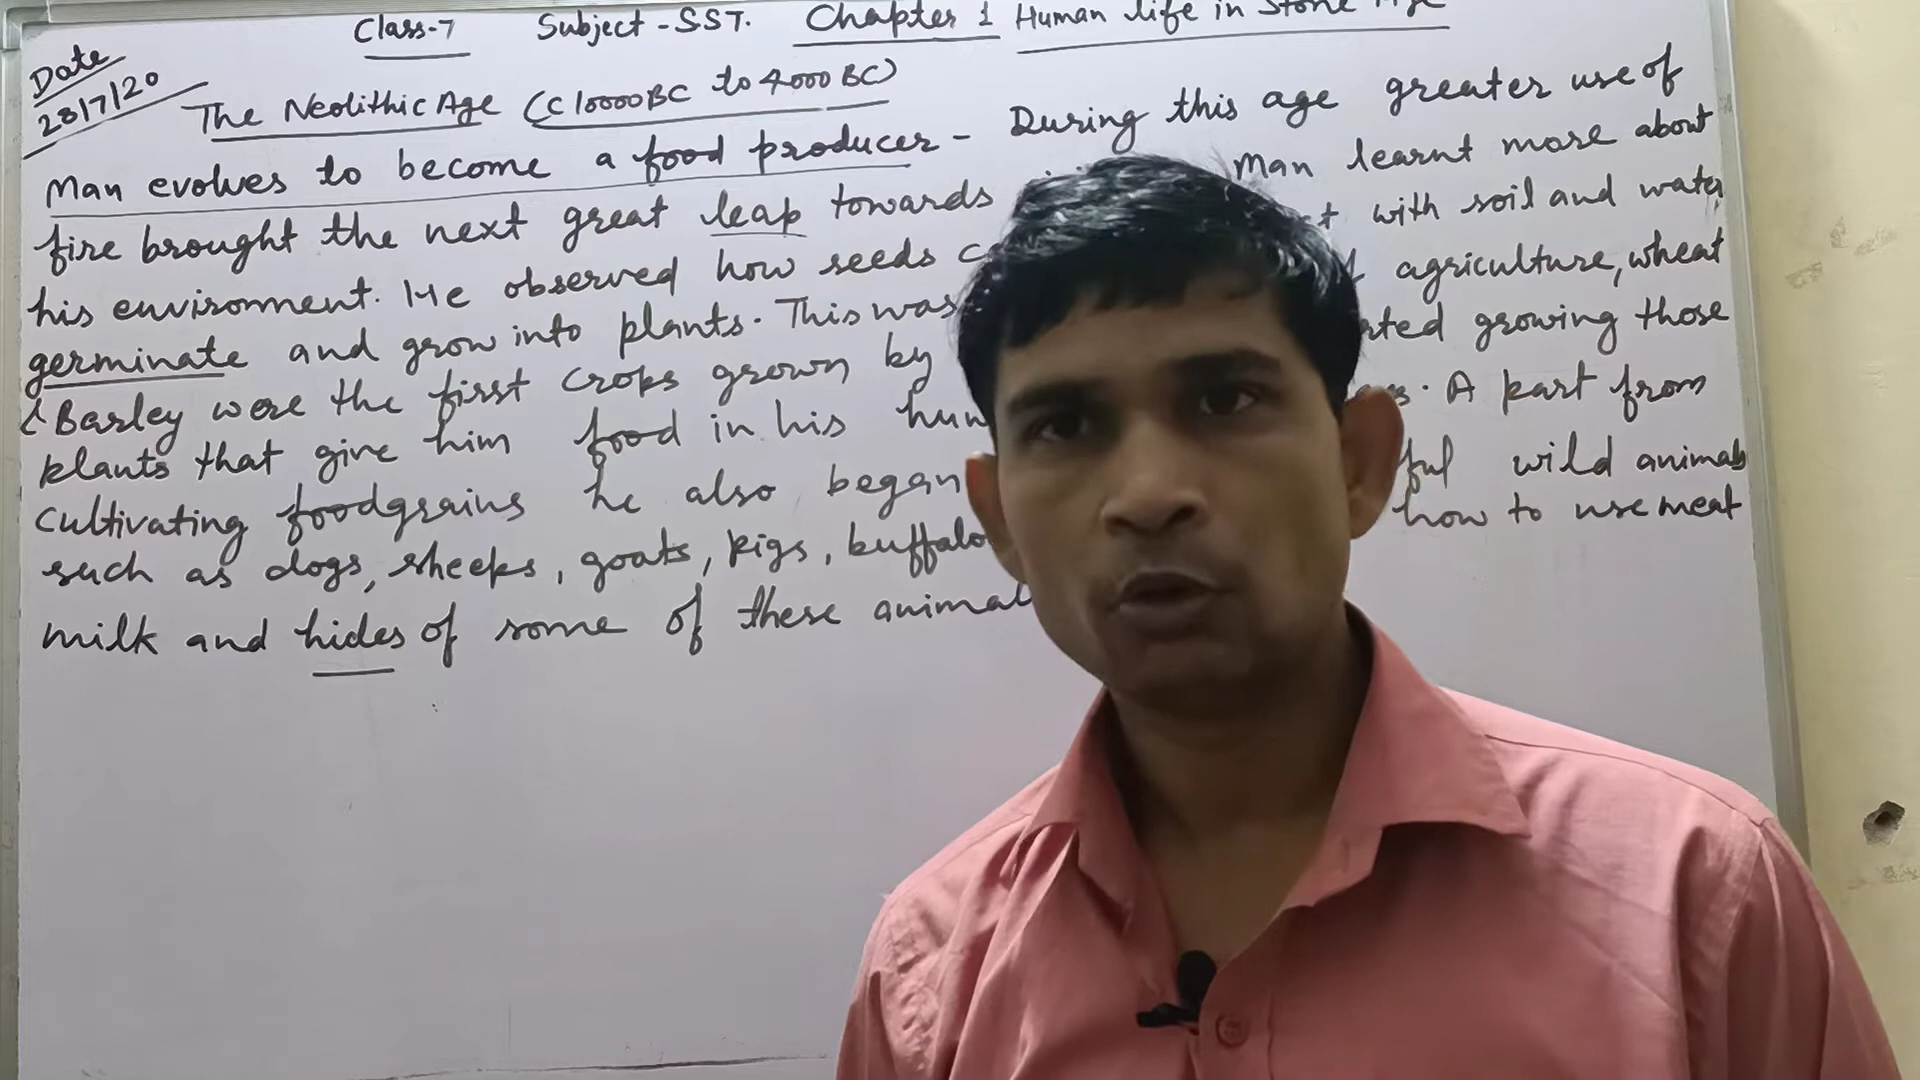 Class-7 Subject-SST. Chapter 1 Human life in Stone Age
Date
28/7/20
The Neolithic Age (C 10000BC to 4000 BC)
Man evolves to become a food producer - During this age greater use of
fire brought the next great leap towards Man learnt more about
his environment. He observed how seeds with soil and water,
germinate and grow into plants. This was agriculture, wheat
& Barley were the first crops grown by growing those
plants that give him food in his A part from
cultivating foodgrains he also began wild animals
such as dogs, sheeps, goats, pigs, how to use meat
milk and hides of some of these